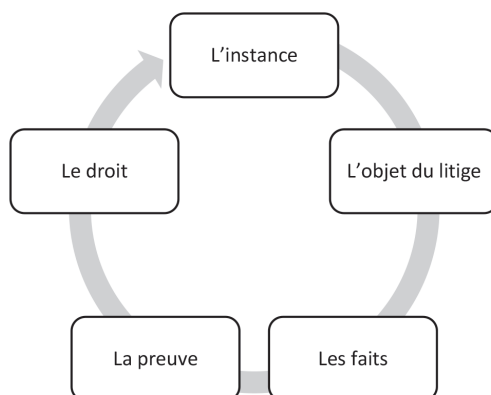 L'instance
L'objet du litige
Les faits
La preuve
Le droit